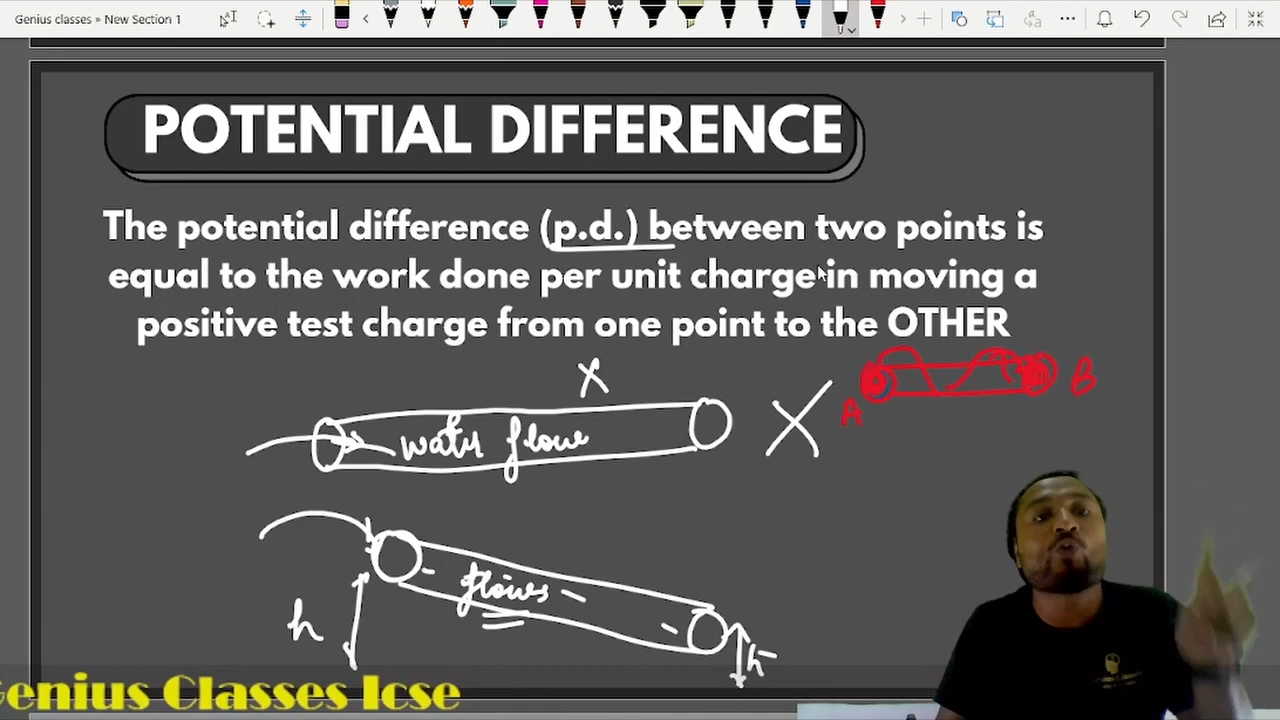 Genius classes » New Section 1
POTENTIAL DIFFERENCE
The potential difference (p.d.) between two points is
equal to the work done per unit charge in moving a
positive test charge from one point to the OTHER
X
X
A
B
water flow
flows
h
h
Genius Classes Icse